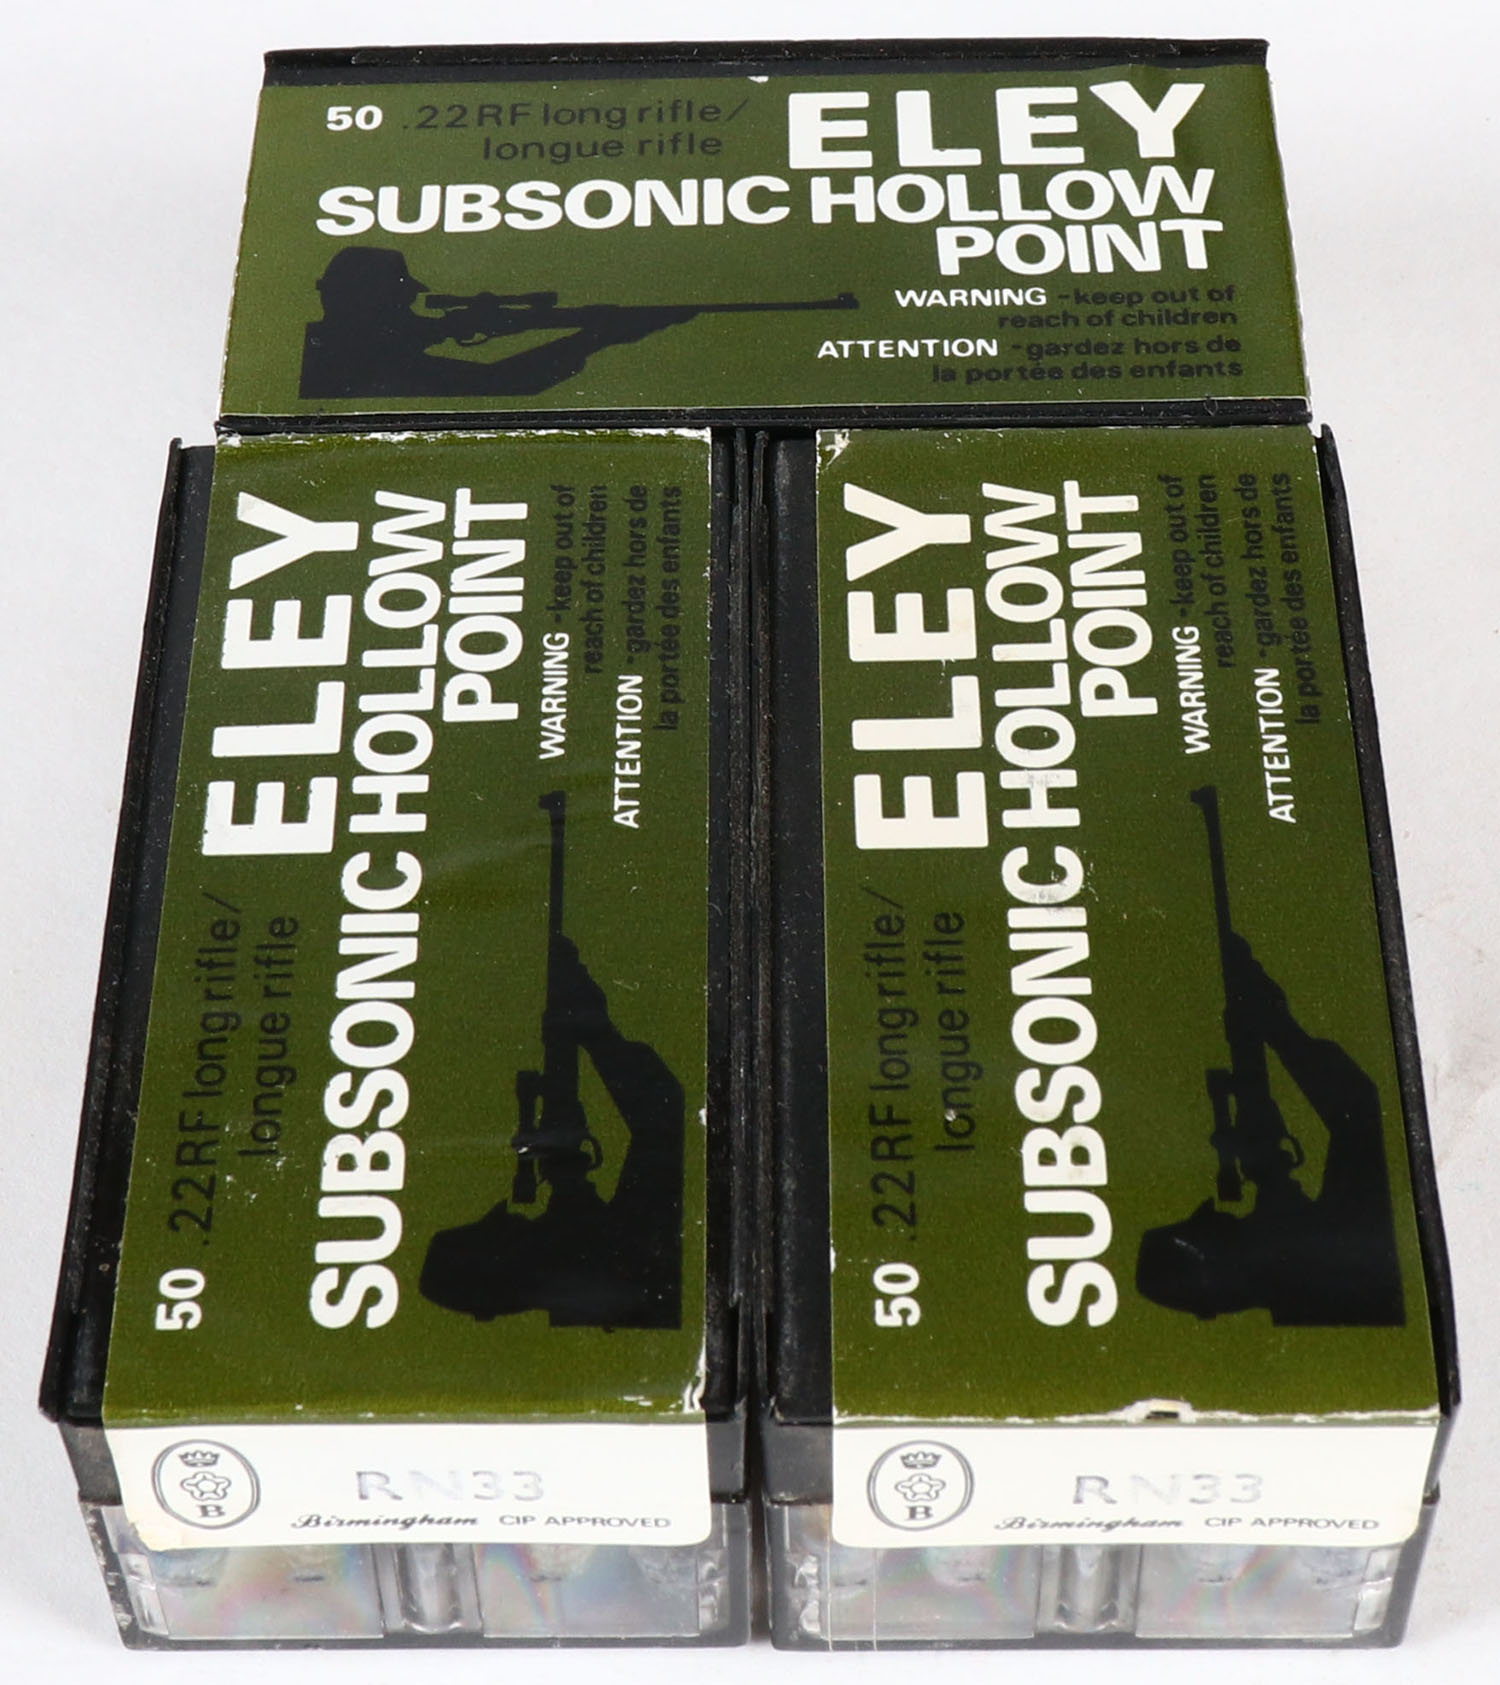 50 .22RF long rifle/
longue rifle
ELEY
SUBSONIC HOLLOW
POINT
WARNING -keep out of
reach of children
ATTENTION -gardez hors de
la portée des enfants
50 .22RF long rifle/
longue rifle
ELEY
SUBSONIC HOLLOW
POINT
WARNING -keep out of
reach of children
ATTENTION -gardez hors de
la portée des enfants
B
RN33
Birmingham CIP APPROVED
50 .22RF long rifle/
longue rifle
ELEY
SUBSONIC HOLLOW
POINT
WARNING -keep out of
reach of children
ATTENTION -gardez hors de
la portée des enfants
B
RN33
Birmingham CIP APPROVED